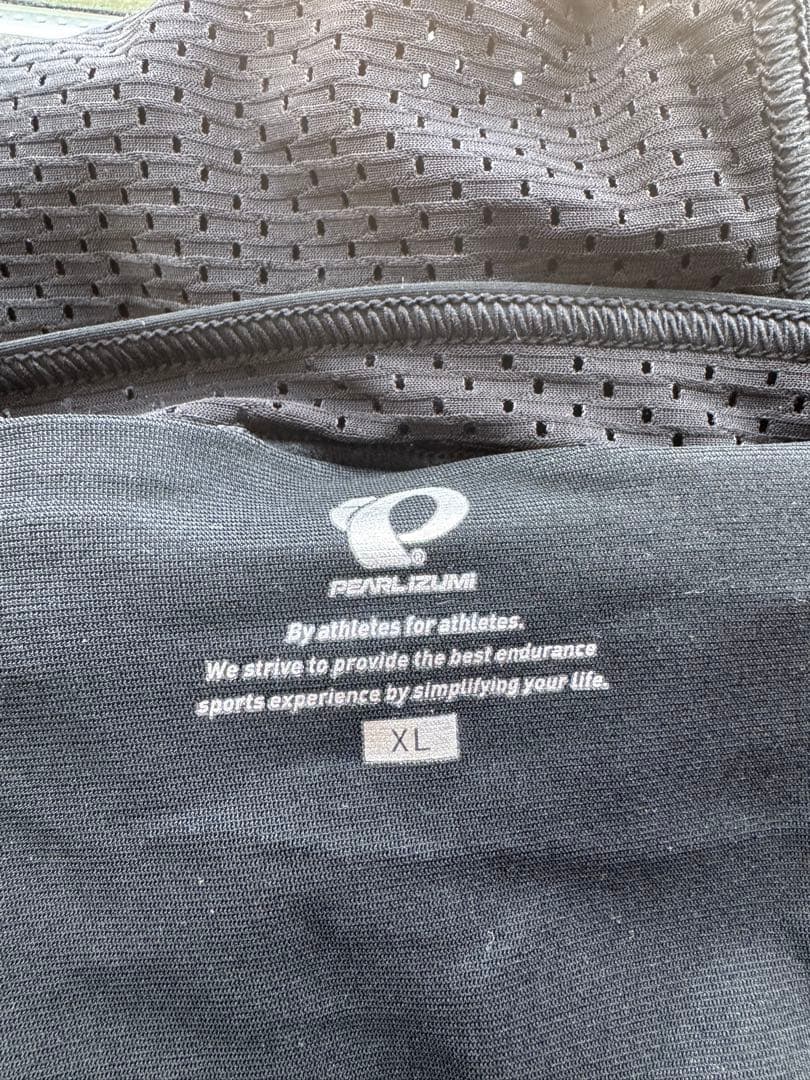 PEARL IZUMI
By athletes for athletes.
We strive to provide the best endurance
sports experience by simplifying your life.
XL